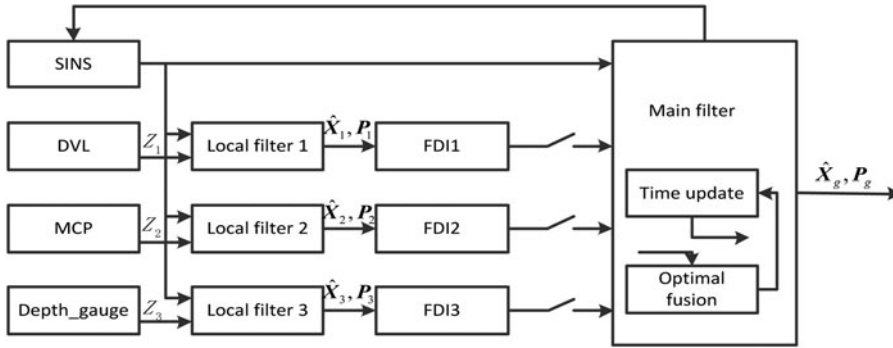 SINS
Main filter
DVL
Z₁
Local filter 1
X̂₁, P₁
FDI1
X̂g, Pg
Time update
MCP
Z₂
Local filter 2
X̂₂, P₂
FDI2
Optimal
fusion
Depth_gauge
Z₃
Local filter 3
X̂₃, P₃
FDI3